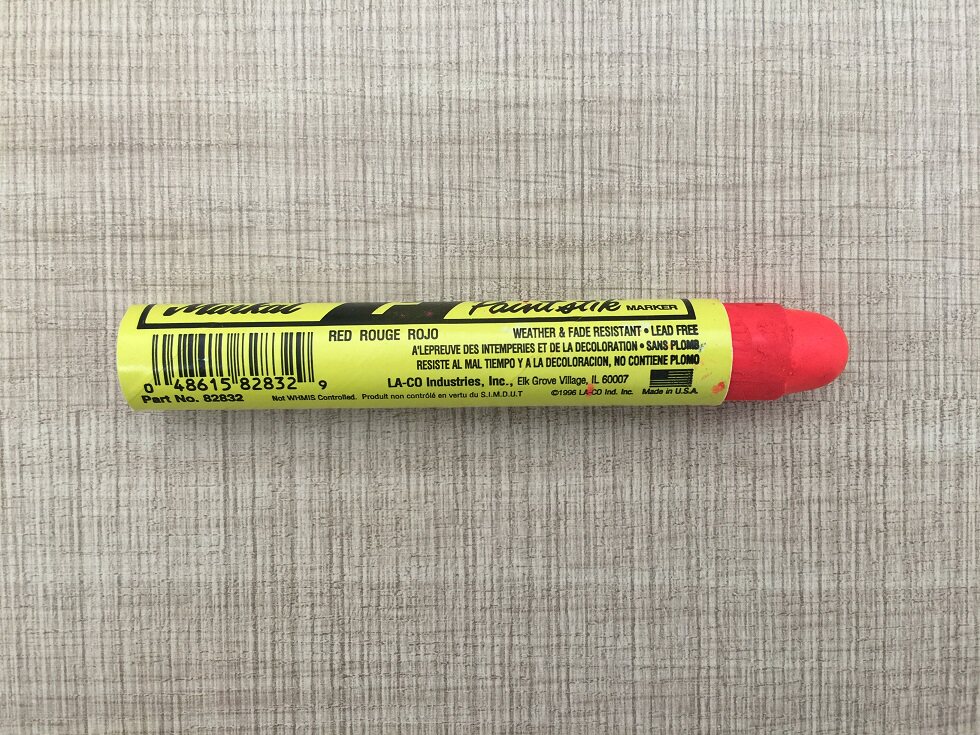 Markal Paintstik MARKER
RED ROUGE ROJO
WEATHER & FADE RESISTANT • LEAD FREE
A'LEPREUVE DES INTEMPERIES ET DE LA DECOLORATION • SANS PLOMB
RESISTE AL MAL TIEMPO Y A LA DECOLORACION, NO CONTIENE PLOMO
0 48615 82832 9
LA-CO Industries, Inc., Elk Grove Village, IL 60007
Part No. 82832
Not WHMIS Controlled. Produit non contrôlé en vertu du S.I.M.D.U.T
©1996 LA-CO Ind. Inc. Made in U.S.A.